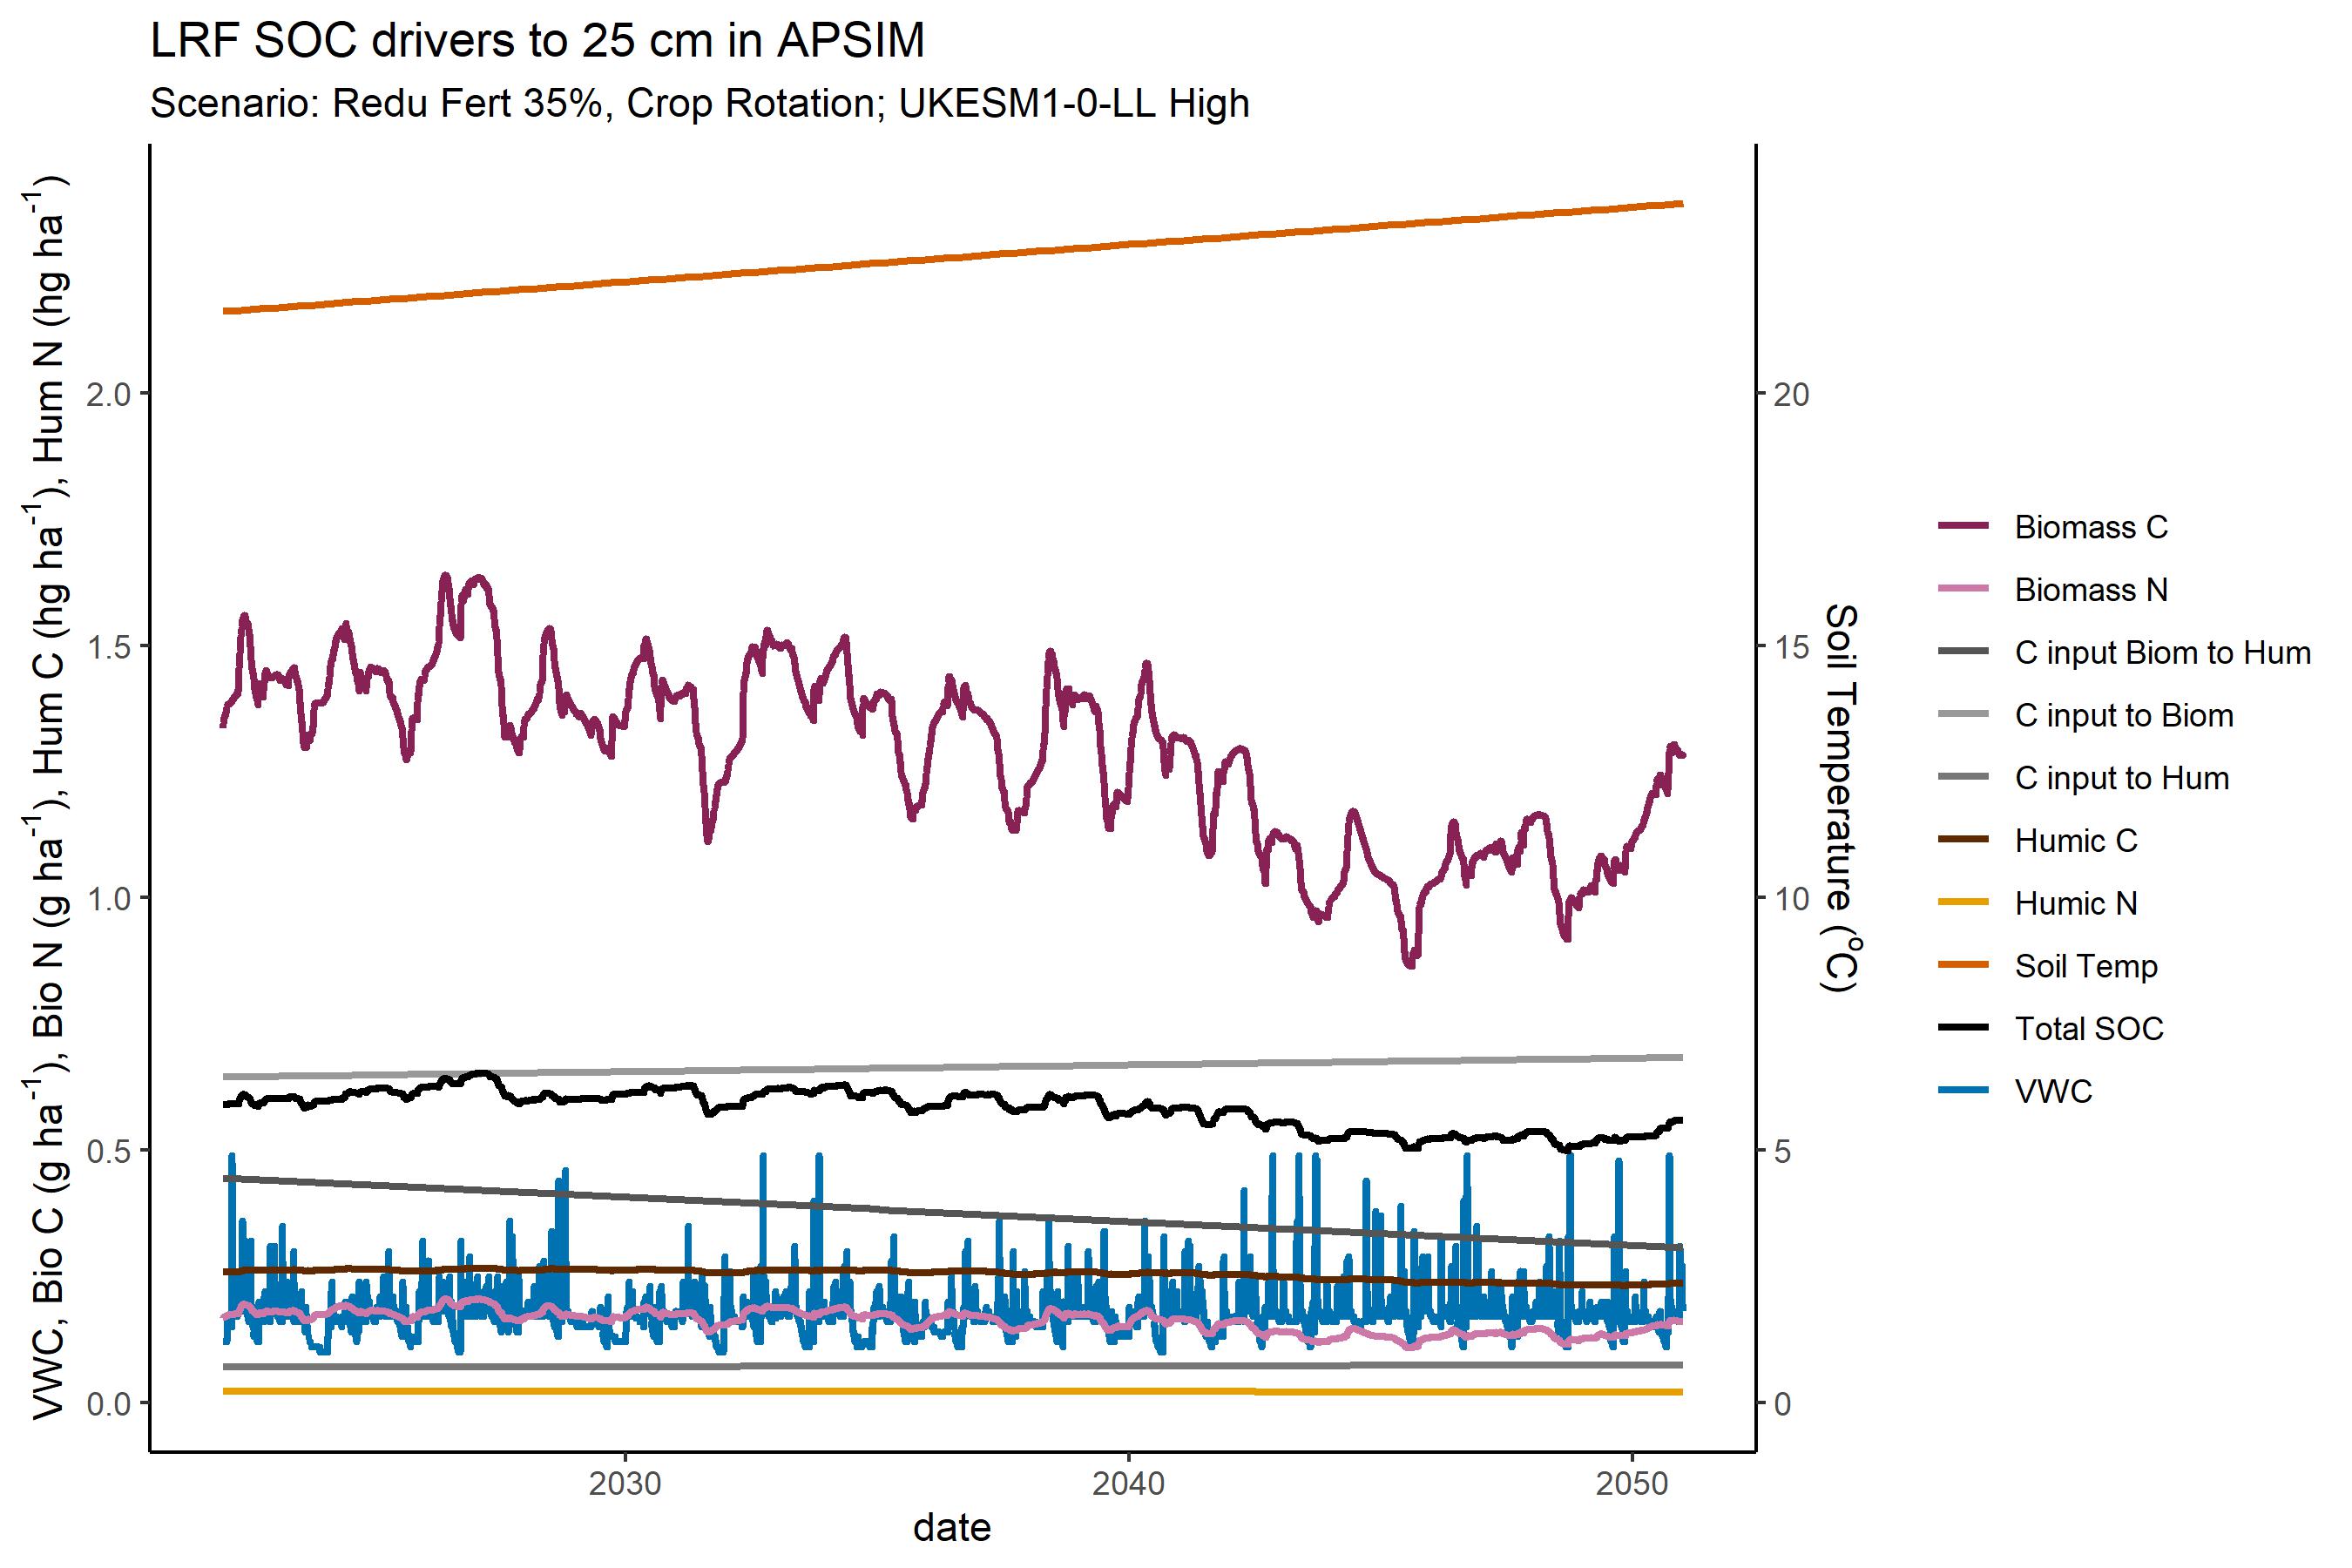 LRF SOC drivers to 25 cm in APSIM
Scenario: Redu Fert 35%, Crop Rotation; UKESM1-0-LL High
VWC, Bio C (g ha⁻¹), Bio N (g ha⁻¹), Hum C (hg ha⁻¹), Hum N (hg ha⁻¹)
2.0
1.5
1.0
0.5
0.0
20
15
10
5
0
Soil Temperature (°C)
2030
2040
2050
date
Biomass C
Biomass N
C input Biom to Hum
C input to Biom
C input to Hum
Humic C
Humic N
Soil Temp
Total SOC
VWC